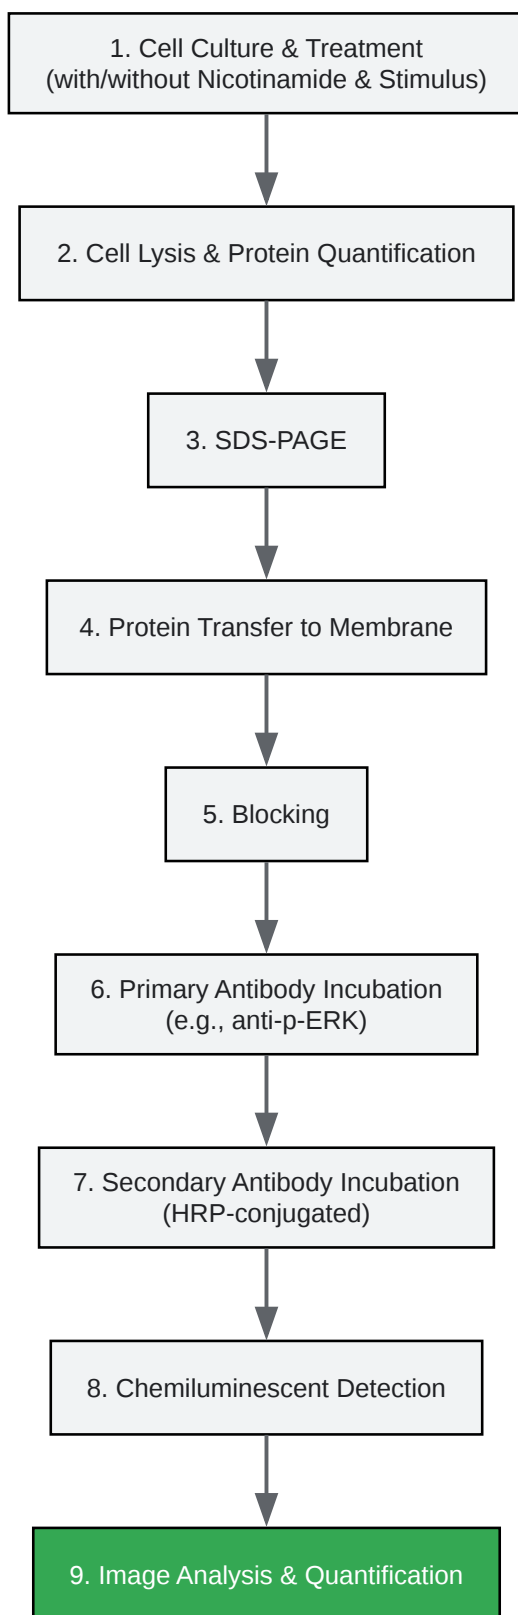 1. Cell Culture & Treatment
(with/without Nicotinamide & Stimulus)
2. Cell Lysis & Protein Quantification
3. SDS-PAGE
4. Protein Transfer to Membrane
5. Blocking
6. Primary Antibody Incubation
(e.g., anti-p-ERK)
7. Secondary Antibody Incubation
(HRP-conjugated)
8. Chemiluminescent Detection
9. Image Analysis & Quantification